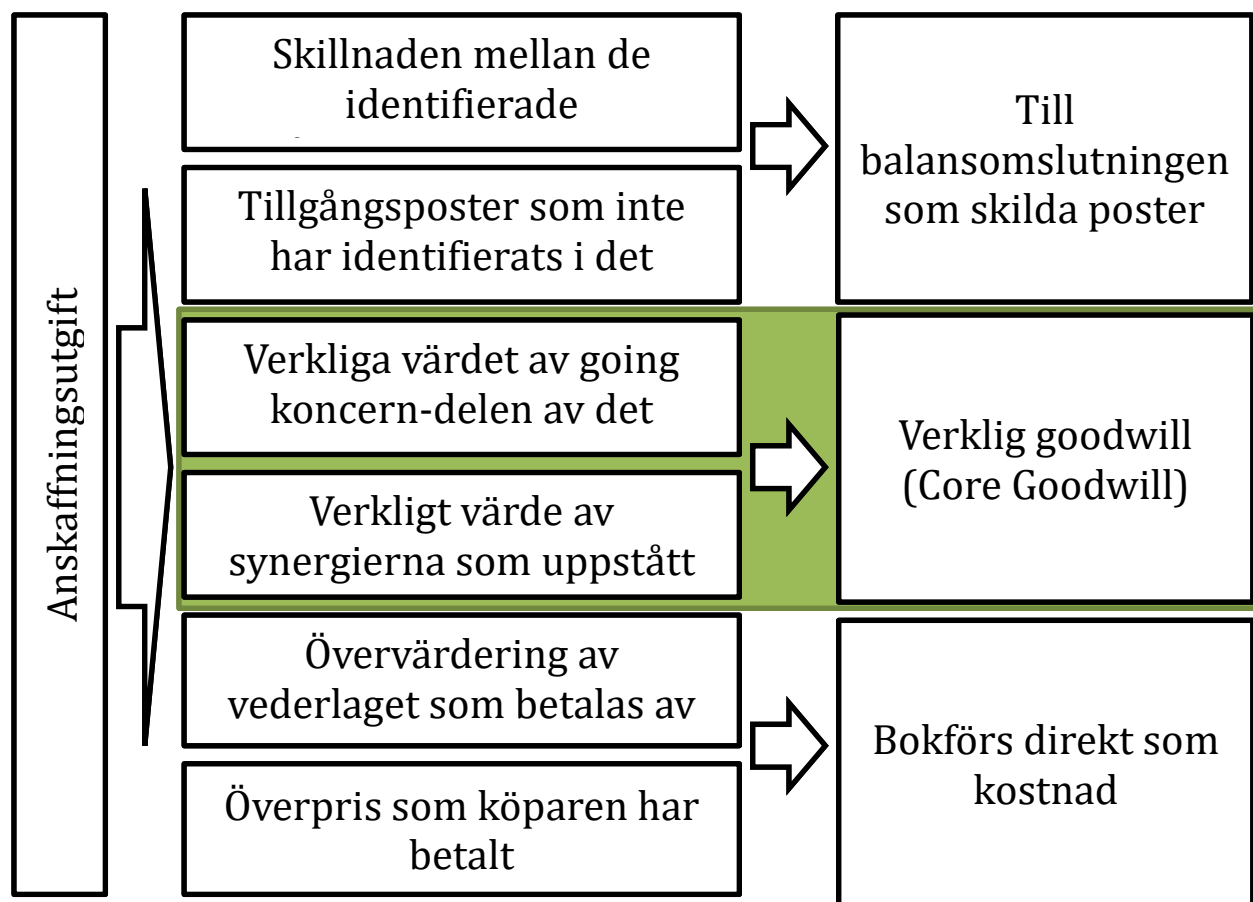 Anskaffningsutgift
Skillnaden mellan de
identifierade
Tillgångsposter som inte
har identifierats i det
Verkliga värdet av going
koncern-delen av det
Verkligt värde av
synergierna som uppstått
Övervärdering av
vederlaget som betalas av
Överpris som köparen har
betalt
Till
balansomslutningen
som skilda poster
Verklig goodwill
(Core Goodwill)
Bokförs direkt som
kostnad